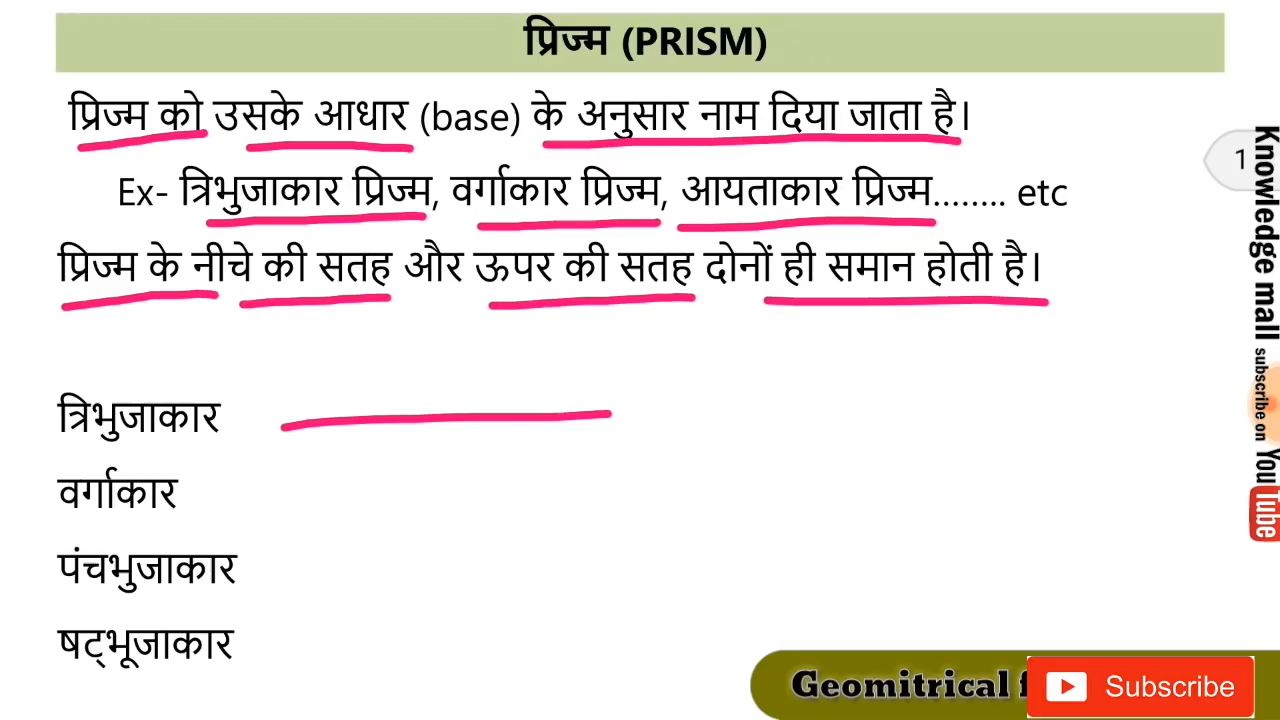 प्रिज्म (PRISM)
प्रिज्म को उसके आधार (base) के अनुसार नाम दिया जाता है।
Ex- त्रिभुजाकार प्रिज्म, वर्गाकार प्रिज्म, आयताकार प्रिज्म........ etc
प्रिज्म के नीचे की सतह और ऊपर की सतह दोनों ही समान होती है।
त्रिभुजाकार
वर्गाकार
पंचभुजाकार
षट्भूजाकार
1
Knowledge mall subscribe on YouTube
Geomitrical
Subscribe